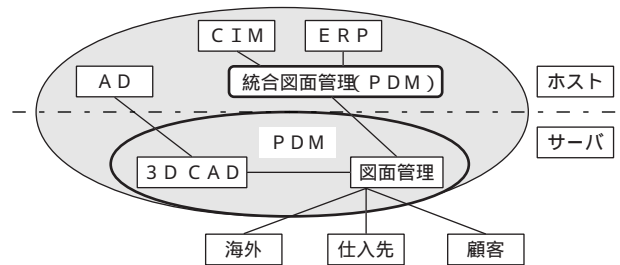 CIM
ERP
AD
統合図面管理(PDM)
ホスト
サーバ
PDM
3D CAD
図面管理
海外
仕入先
顧客